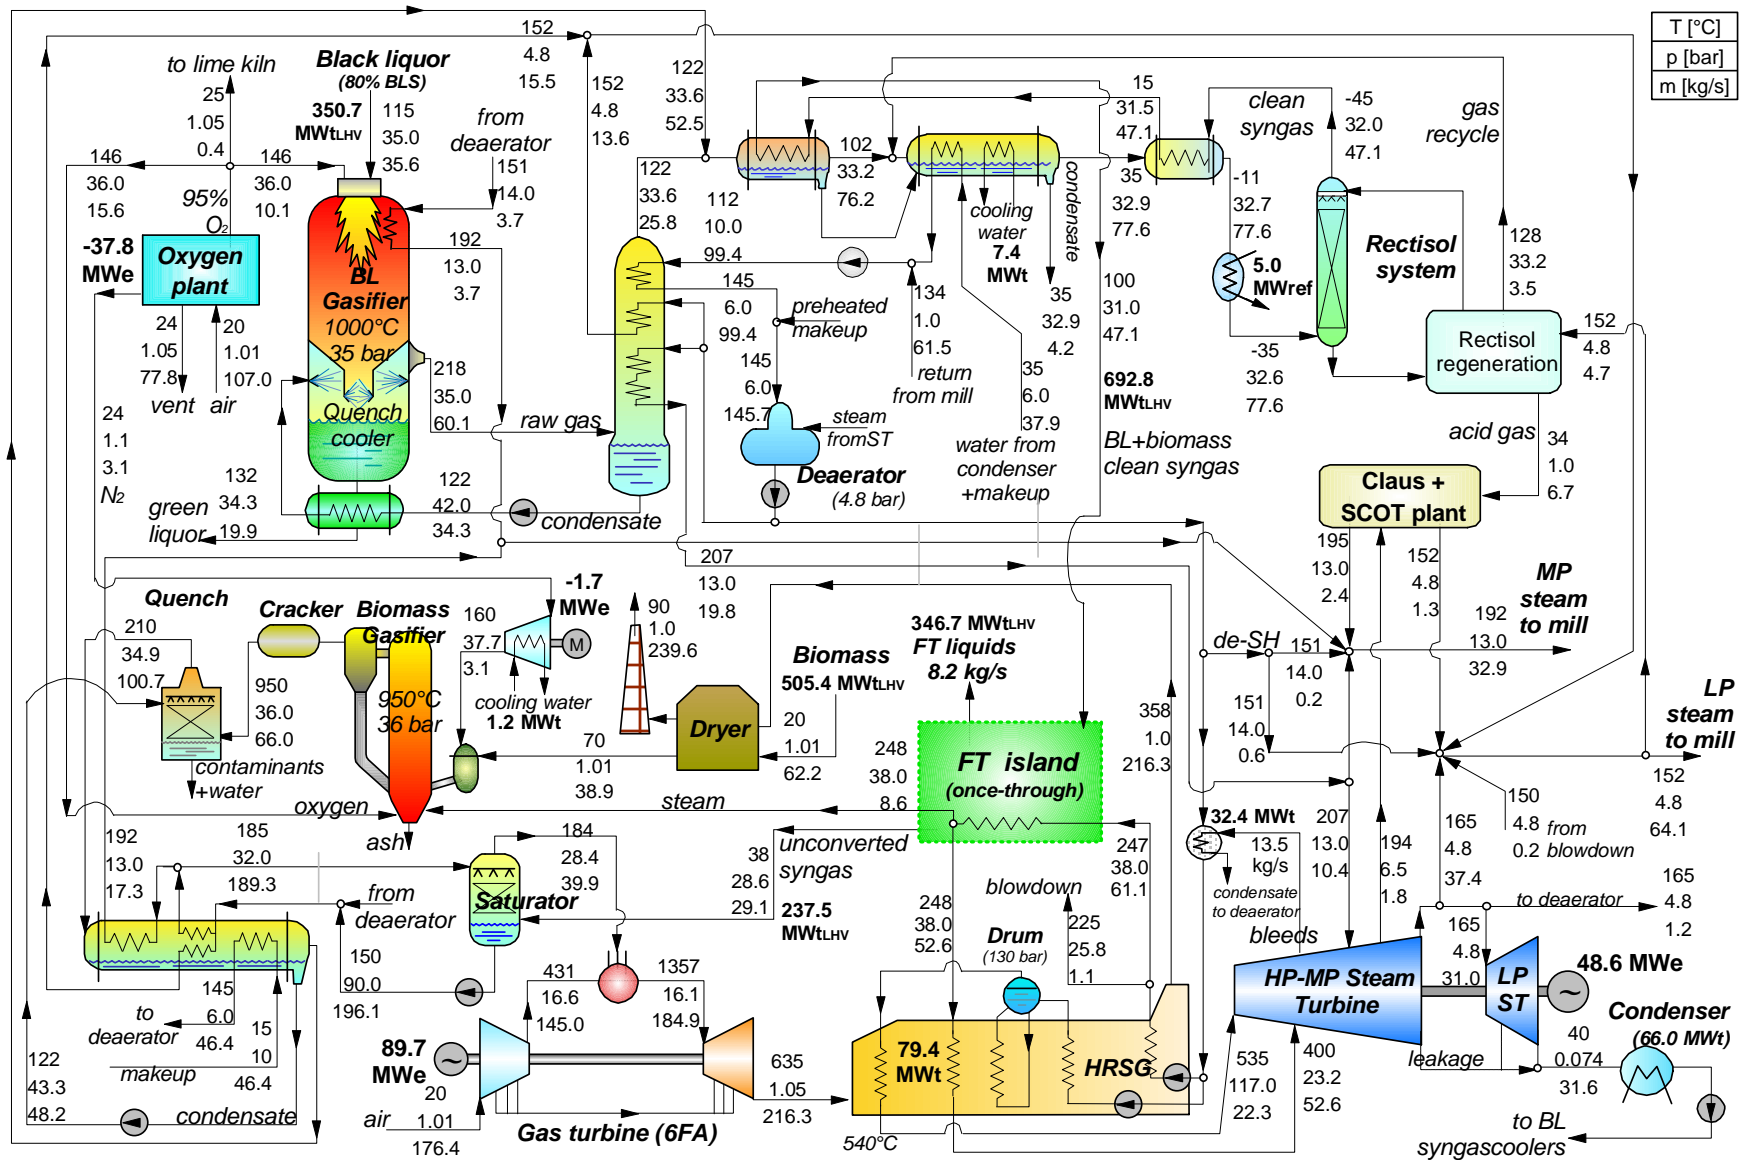 T [°C]
p [bar]
m [kg/s]
to lime kiln
25
1.05
0.4
Black liquor
(80% BLS)
350.7
MWtLHV
115
35.0
35.6
from
deaerator
151
14.0
3.7
152
4.8
15.5
152
4.8
13.6
122
33.6
52.5
146
36.0
15.6
146
36.0
10.1
95%
O2
-37.8
MWe
Oxygen
plant
24
1.05
77.8
vent
20
1.01
107.0
air
24
1.1
3.1
N2
BL
Gasifier
1000°C
35 bar
Quench
cooler
192
13.0
3.7
218
35.0
60.1
raw gas
132
34.3
green
liquor
19.9
122
42.0
34.3
condensate
122
33.6
25.8
112
10.0
99.4
145
6.0
99.4
preheated
makeup
145
6.0
145.7
steam
fromST
Deaerator
(4.8 bar)
102
33.2
76.2
cooling
water
7.4
MWt
condensate
35
32.9
4.2
134
1.0
61.5
return
from mill
35
6.0
37.9
water from
condenser
+makeup
100
31.0
47.1
692.8
MWtLHV
BL+biomass
clean syngas
15
31.5
47.1
35
32.9
77.6
clean
syngas
-45
32.0
47.1
-11
32.7
77.6
5.0
MWref
-35
32.6
77.6
gas
recycle
Rectisol
system
128
33.2
3.5
Rectisol
regeneration
152
4.8
4.7
acid gas
34
1.0
6.7
Claus +
SCOT plant
195
13.0
2.4
152
4.8
1.3
MP
steam
to mill
192
13.0
32.9
207
13.0
19.8
Quench
Cracker
Biomass
Gasifier
950°C
36 bar
210
34.9
100.7
950
36.0
66.0
contaminants
+water
oxygen
ash
160
37.7
3.1
-1.7
MWe
M
cooling water
1.2 MWt
90
1.0
239.6
Biomass
505.4 MWtLHV
Dryer
20
1.01
62.2
70
1.01
38.9
steam
346.7 MWtLHV
FT liquids
8.2 kg/s
FT island
(once-through)
248
38.0
8.6
358
1.0
216.3
de-SH
151
14.0
0.2
151
14.0
0.6
LP
steam
to mill
152
4.8
64.1
32.4 MWt
13.5
kg/s
condensate
to deaerator
bleeds
207
13.0
10.4
194
6.5
1.8
165
4.8
37.4
150
4.8
0.2
from
blowdown
165
4.8
1.2
to deaerator
165
4.8
31.0
192
13.0
17.3
185
32.0
189.3
from
deaerator
150
90.0
196.1
145
6.0
46.4
to
deaerator
15
10
46.4
makeup
122
43.3
48.2
condensate
184
28.4
39.9
Saturator
unconverted
syngas
38
28.6
29.1
237.5
MWtLHV
431
16.6
145.0
1357
16.1
184.9
89.7
MWe
~
20
1.01
176.4
air
Gas turbine (6FA)
635
1.05
216.3
247
38.0
61.1
blowdown
225
25.8
1.1
248
38.0
52.6
Drum
(130 bar)
79.4
MWt
HRSG
540°C
535
117.0
22.3
400
23.2
52.6
HP-MP Steam
Turbine
LP
ST
~
48.6 MWe
leakage
40
0.074
31.6
Condenser
(66.0 MWt)
to BL
syngascoolers